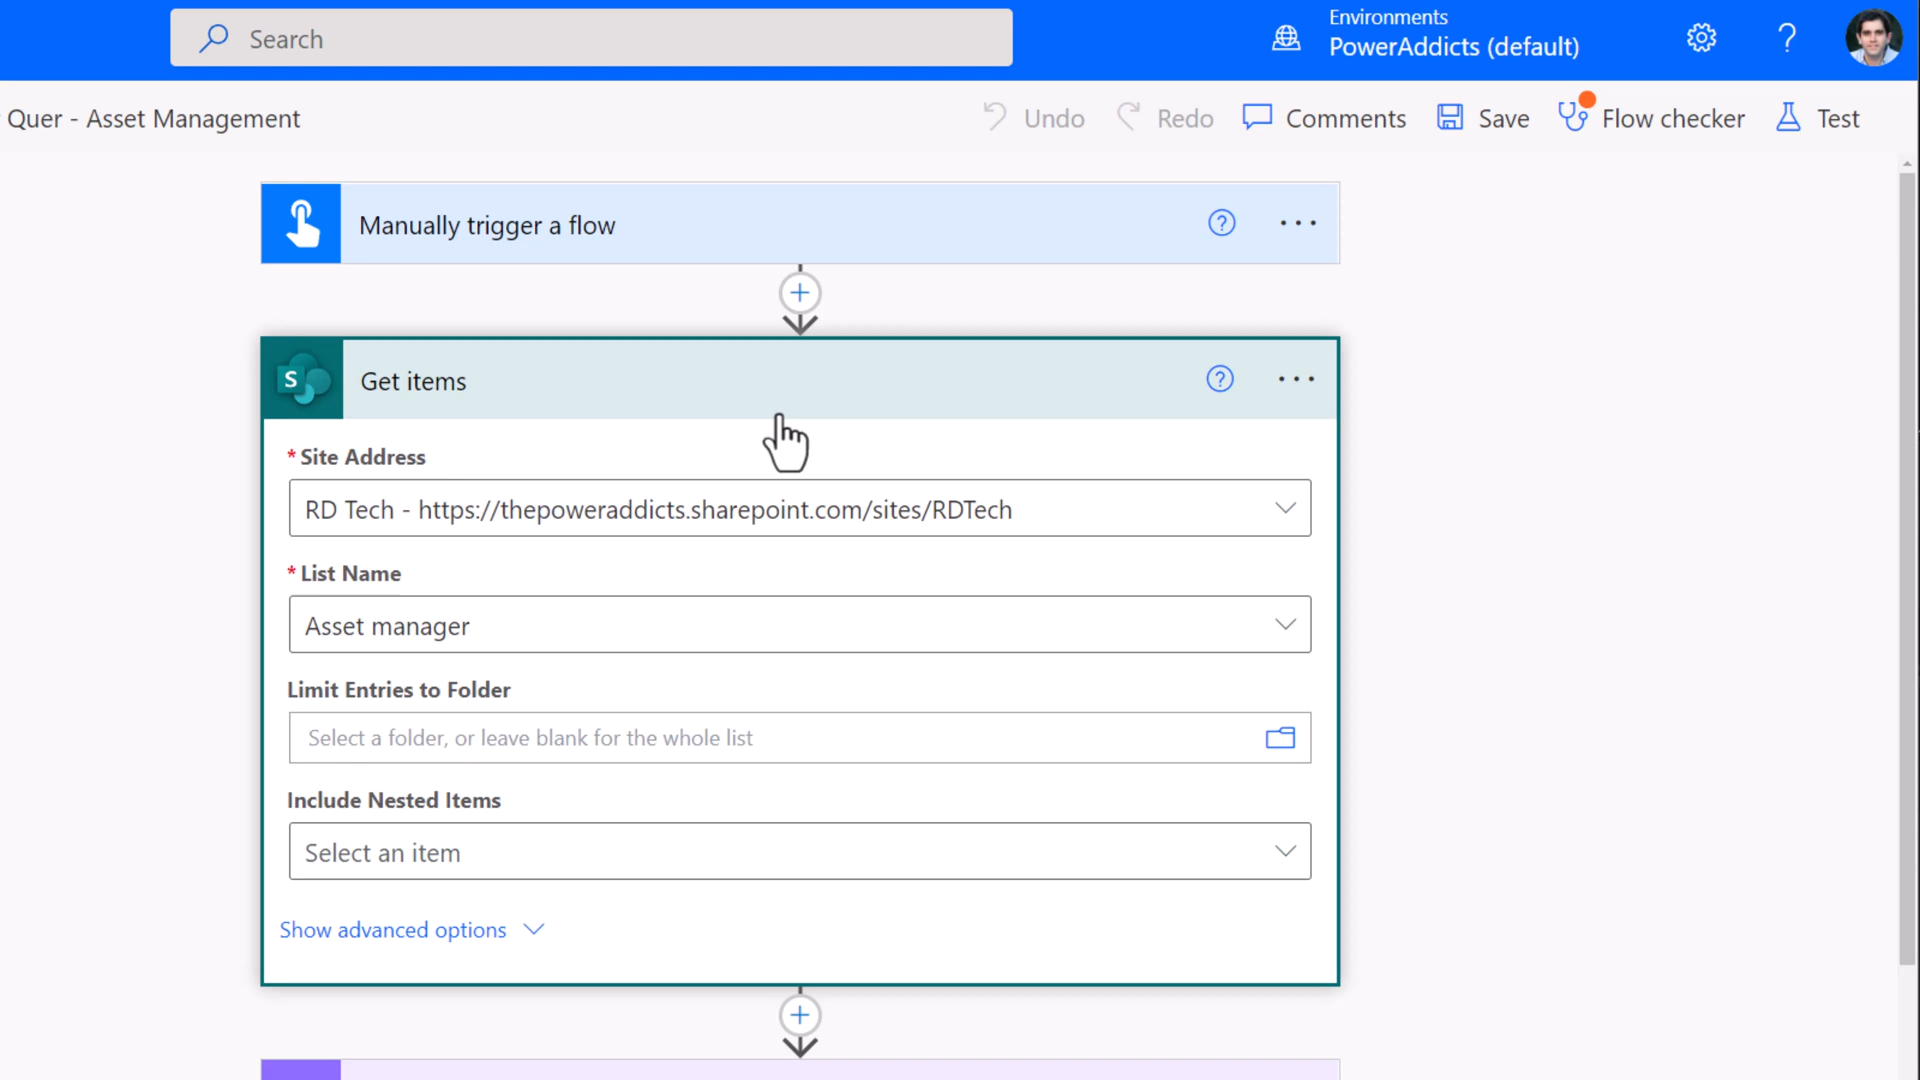 Search
Environments
PowerAddicts (default)
Quer - Asset Management
Undo
Redo
Comments
Save
Flow checker
Test
Manually trigger a flow
?
S
Get items
?
* Site Address
RD Tech - https://thepoweraddicts.sharepoint.com/sites/RDTech
* List Name
Asset manager
Limit Entries to Folder
Select a folder, or leave blank for the whole list
Include Nested Items
Select an item
Show advanced options